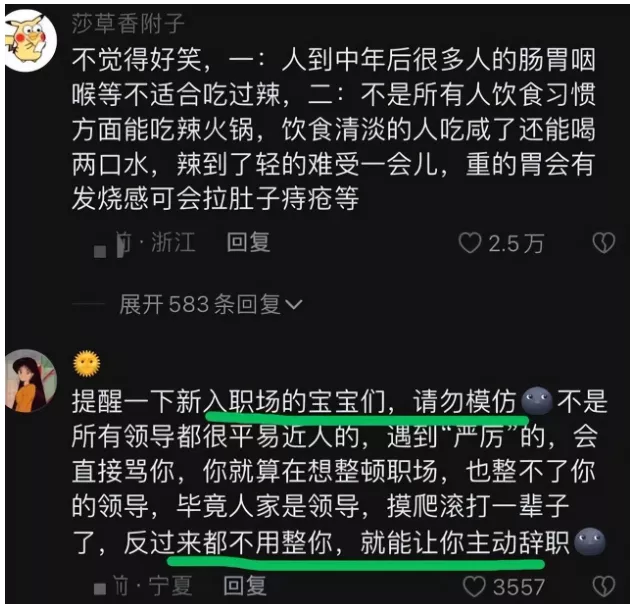 莎草香附子
不觉得好笑，一：人到中年后很多人的肠胃咽
喉等不适合吃过辣，二：不是所有人饮食习惯
方面能吃辣火锅，饮食清淡的人吃咸了还能喝
两口水，辣到了轻的难受一会儿，重的胃会有
发烧感可会拉肚子痔疮等
前·浙江 回复 2.5万
展开583条回复
提醒一下新入职场的宝宝们，请勿模仿🌚不是
所有领导都很平易近人的，遇到“严厉”的，会
直接骂你，你就算在想整顿职场，也整不了你
的领导，毕竟人家是领导，摸爬滚打一辈子
了，反过来都不用整你，就能让你主动辞职🌚
前·宁夏 回复 3557